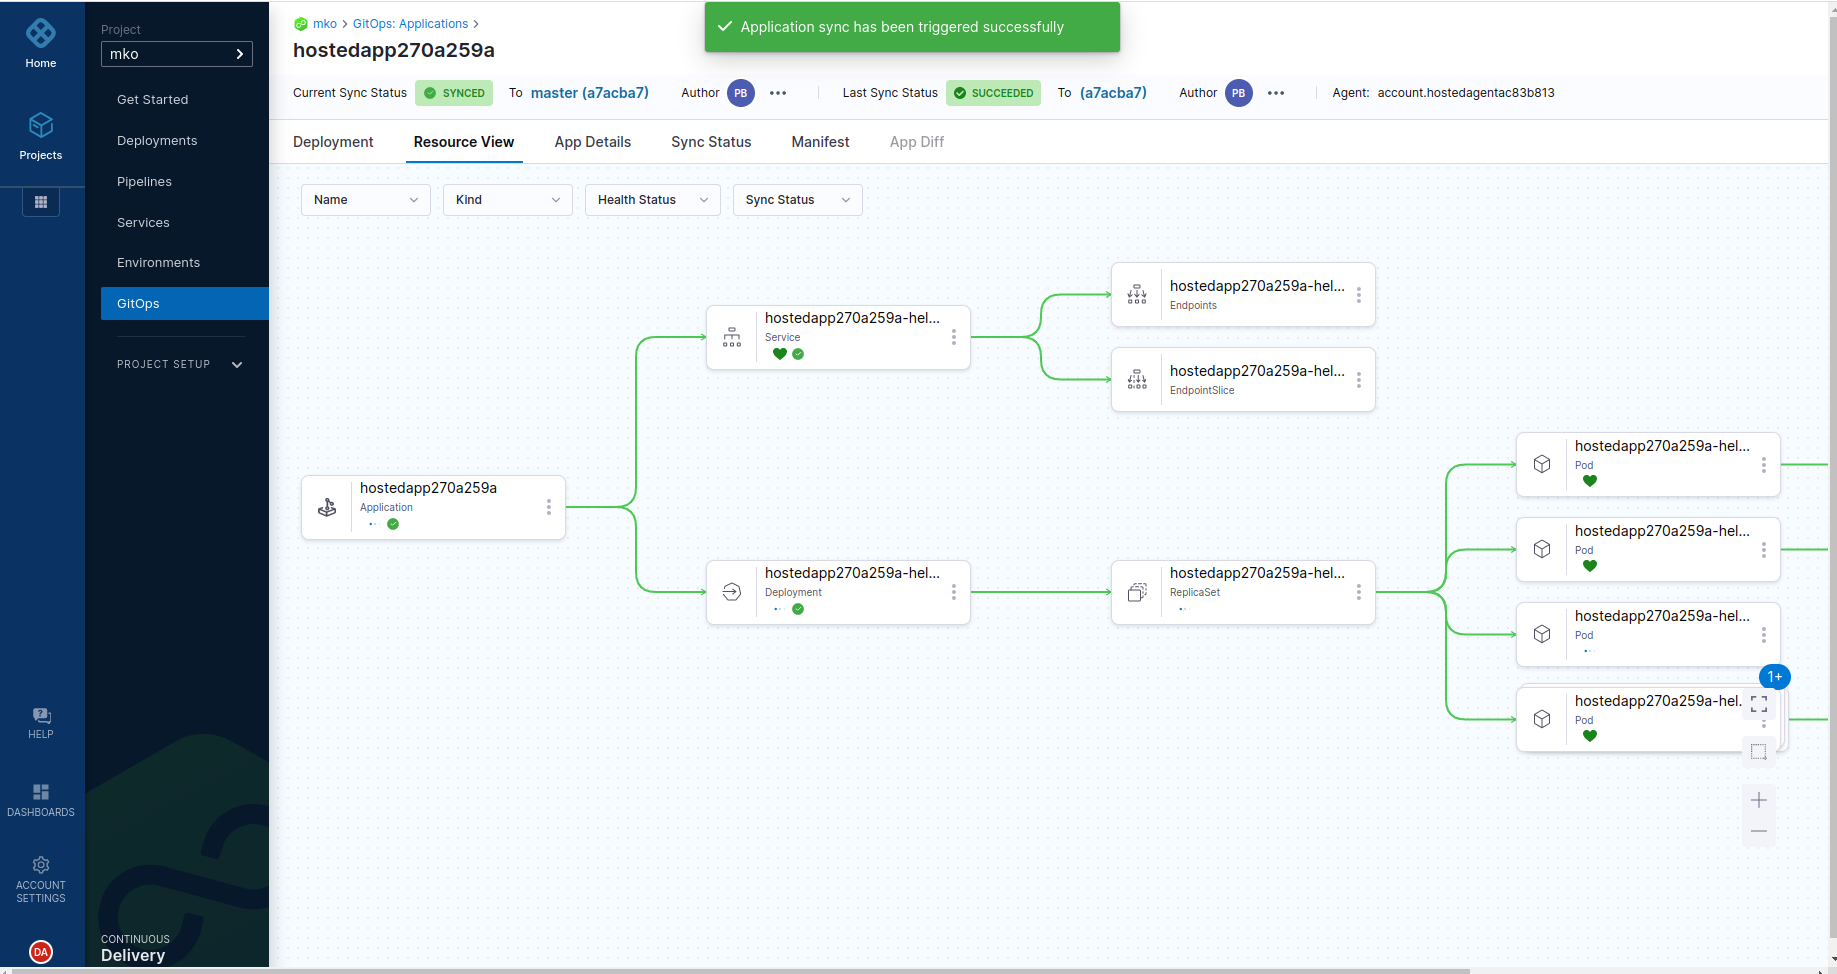 Home
Projects
HELP
DASHBOARDS
ACCOUNT
SETTINGS
DA
Project
mko
Get Started
Deployments
Pipelines
Services
Environments
GitOps
PROJECT SETUP
CONTINUOUS
Delivery
mko > GitOps: Applications >
hostedapp270a259a
Application sync has been triggered successfully
Current Sync Status SYNCED To master (a7acba7) Author PB ••• Last Sync Status SUCCEEDED To (a7acba7) Author PB ••• Agent: account.hostedagentac83b813
Deployment Resource View App Details Sync Status Manifest App Diff
Name Kind Health Status Sync Status
hostedapp270a259a
Application
hostedapp270a259a-hel...
Service
hostedapp270a259a-hel...
Deployment
hostedapp270a259a-hel...
Endpoints
hostedapp270a259a-hel...
EndpointSlice
hostedapp270a259a-hel...
ReplicaSet
hostedapp270a259a-hel...
Pod
hostedapp270a259a-hel...
Pod
hostedapp270a259a-hel...
Pod
1+
hostedapp270a259a-hel.
Pod